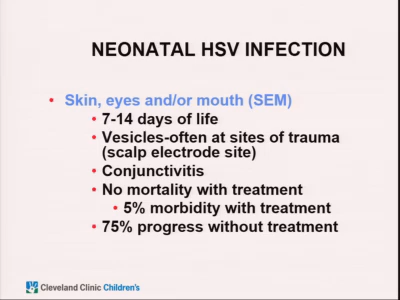 NEONATAL HSV INFECTION
• Skin, eyes and/or mouth (SEM)
• 7-14 days of life
• Vesicles-often at sites of trauma
(scalp electrode site)
• Conjunctivitis
• No mortality with treatment
• 5% morbidity with treatment
• 75% progress without treatment
Cleveland Clinic Children's